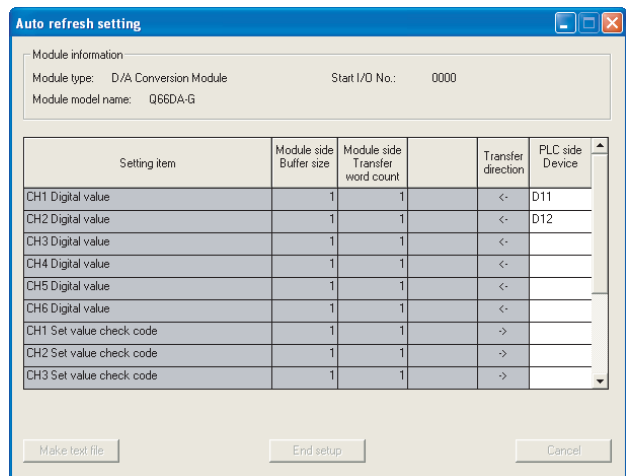 Auto refresh setting
Module information
Module type: D/A Conversion Module Start I/O No.: 0000
Module model name: Q66DA-G
Setting item Module side Buffer size Module side Transfer word count Transfer direction PLC side Device
CH1 Digital value 1 1 <- D11
CH2 Digital value 1 1 <- D12
CH3 Digital value 1 1 <-
CH4 Digital value 1 1 <-
CH5 Digital value 1 1 <-
CH6 Digital value 1 1 <-
CH1 Set value check code 1 1 ->
CH2 Set value check code 1 1 ->
CH3 Set value check code 1 1 ->
Make text file End setup Cancel